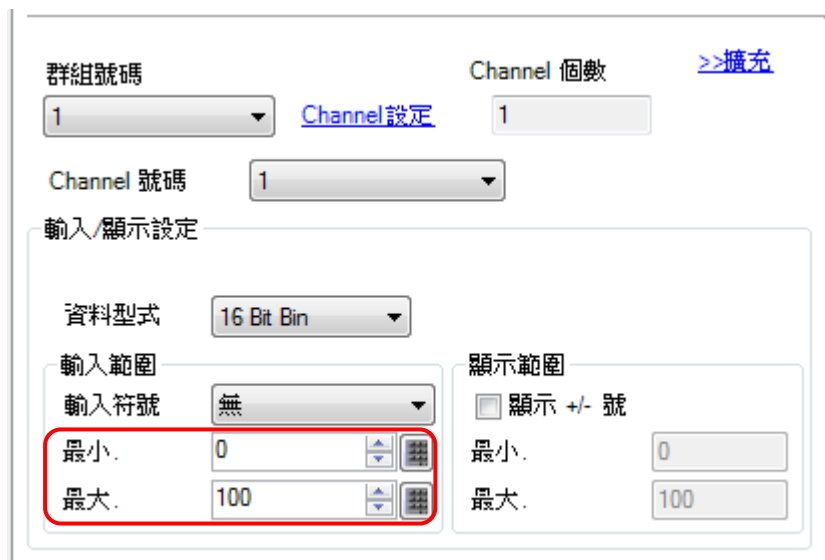 群組號碼
Channel 個數
>>擴充
1
Channel設定
1
Channel 號碼
1
輸入/顯示設定
資料型式
16 Bit Bin
輸入範圍
顯示範圍
輸入符號
無
顯示 +/- 號
最小.
0
最小.
0
最大.
100
最大.
100